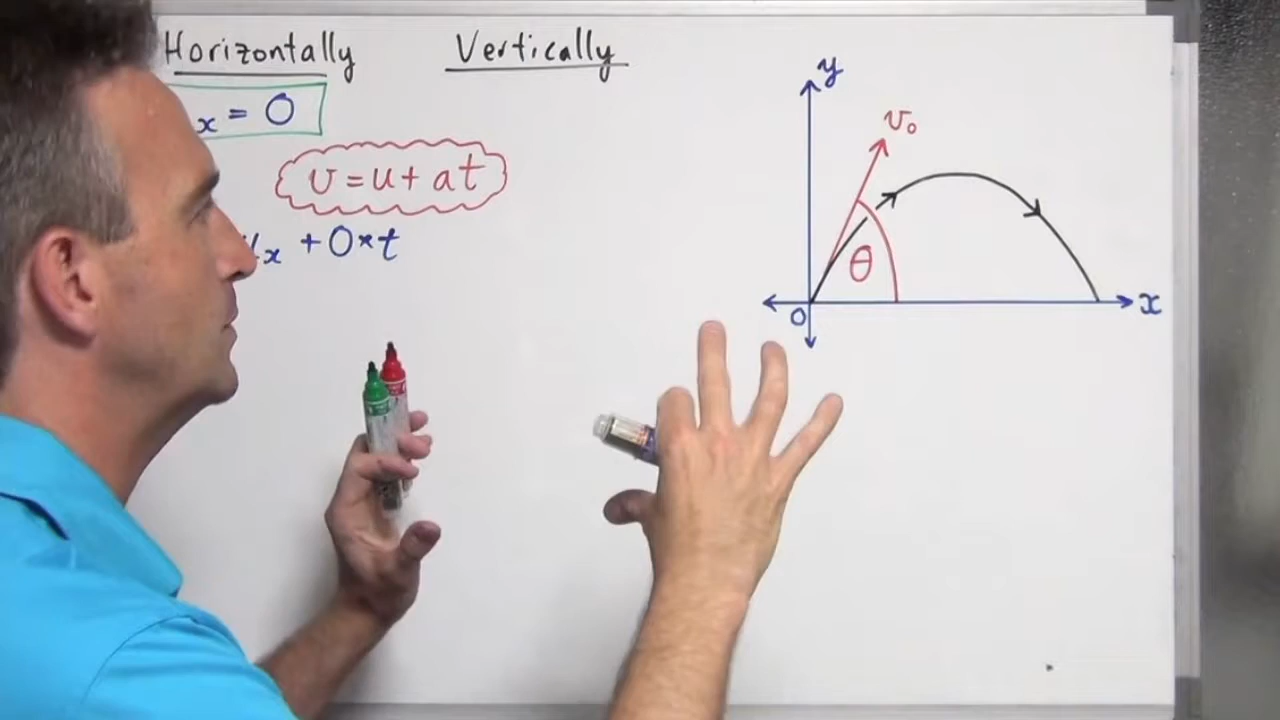 Horizontally Vertically
x = 0
v = u + at
x + 0*t
y
v₀
θ
0
x